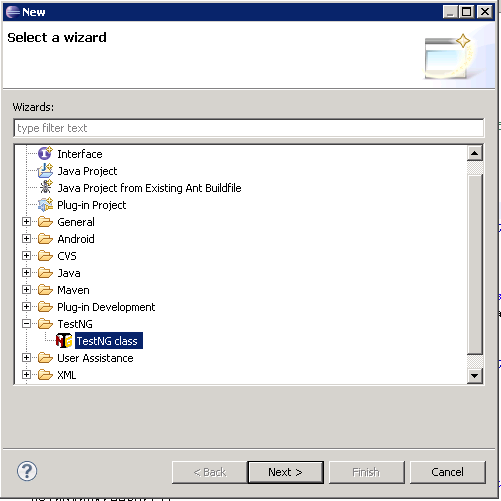 New
Select a wizard
Wizards:
type filter text
Interface
Java Project
Java Project from Existing Ant Buildfile
Plug-in Project
General
Android
CVS
Java
Maven
Plug-in Development
TestNG
TestNG class
User Assistance
XML
< Back Next > Finish Cancel